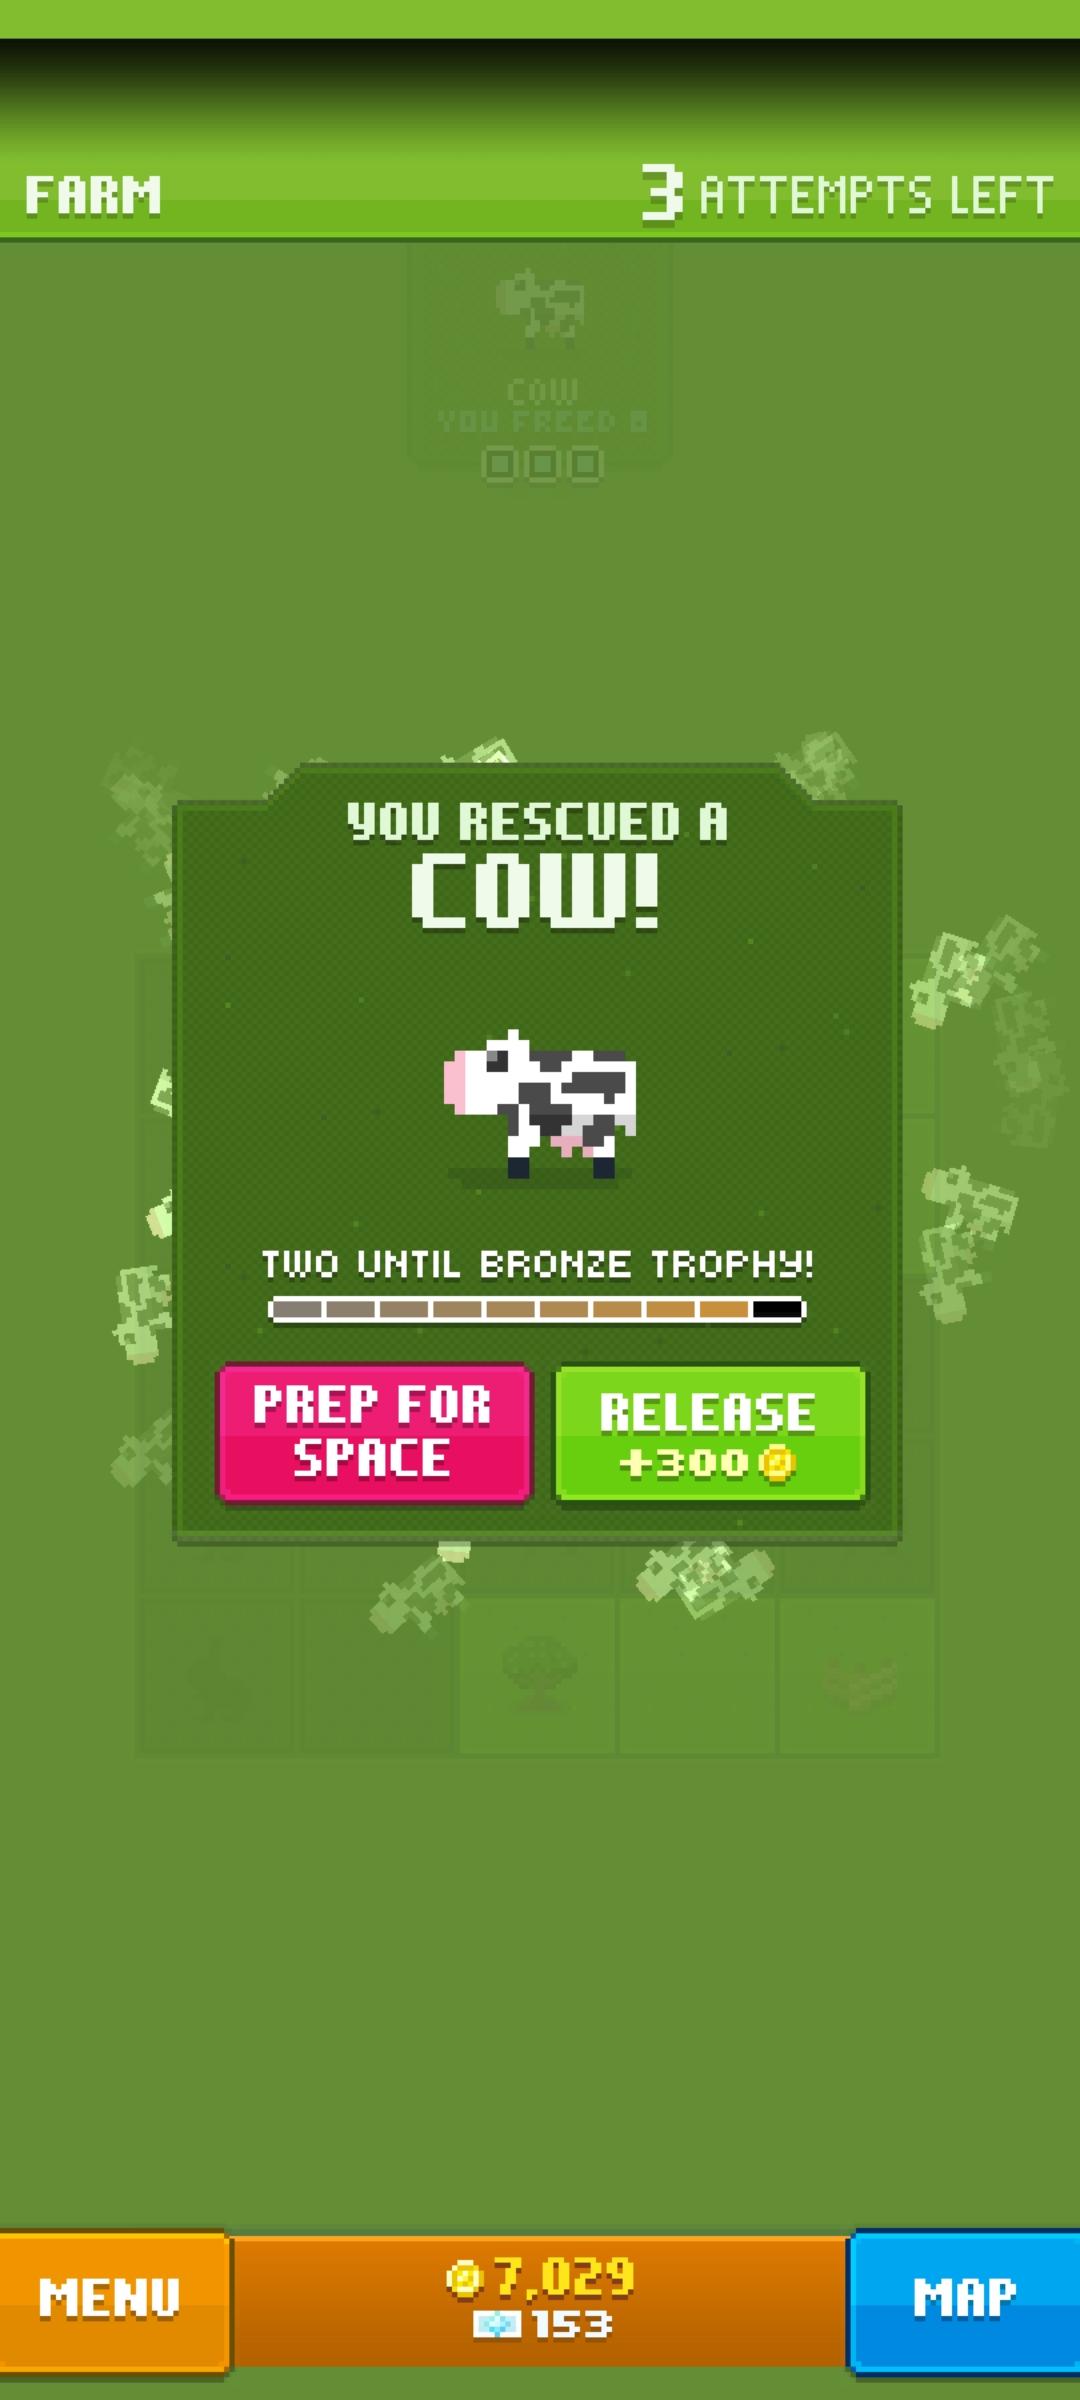 FARM
3 ATTEMPTS LEFT
COW
YOU FREED 8
YOU RESCUED A
COW!
TWO UNTIL BRONZE TROPHY!
PREP FOR
SPACE
RELEASE
+300
MENU
7,029
153
MAP